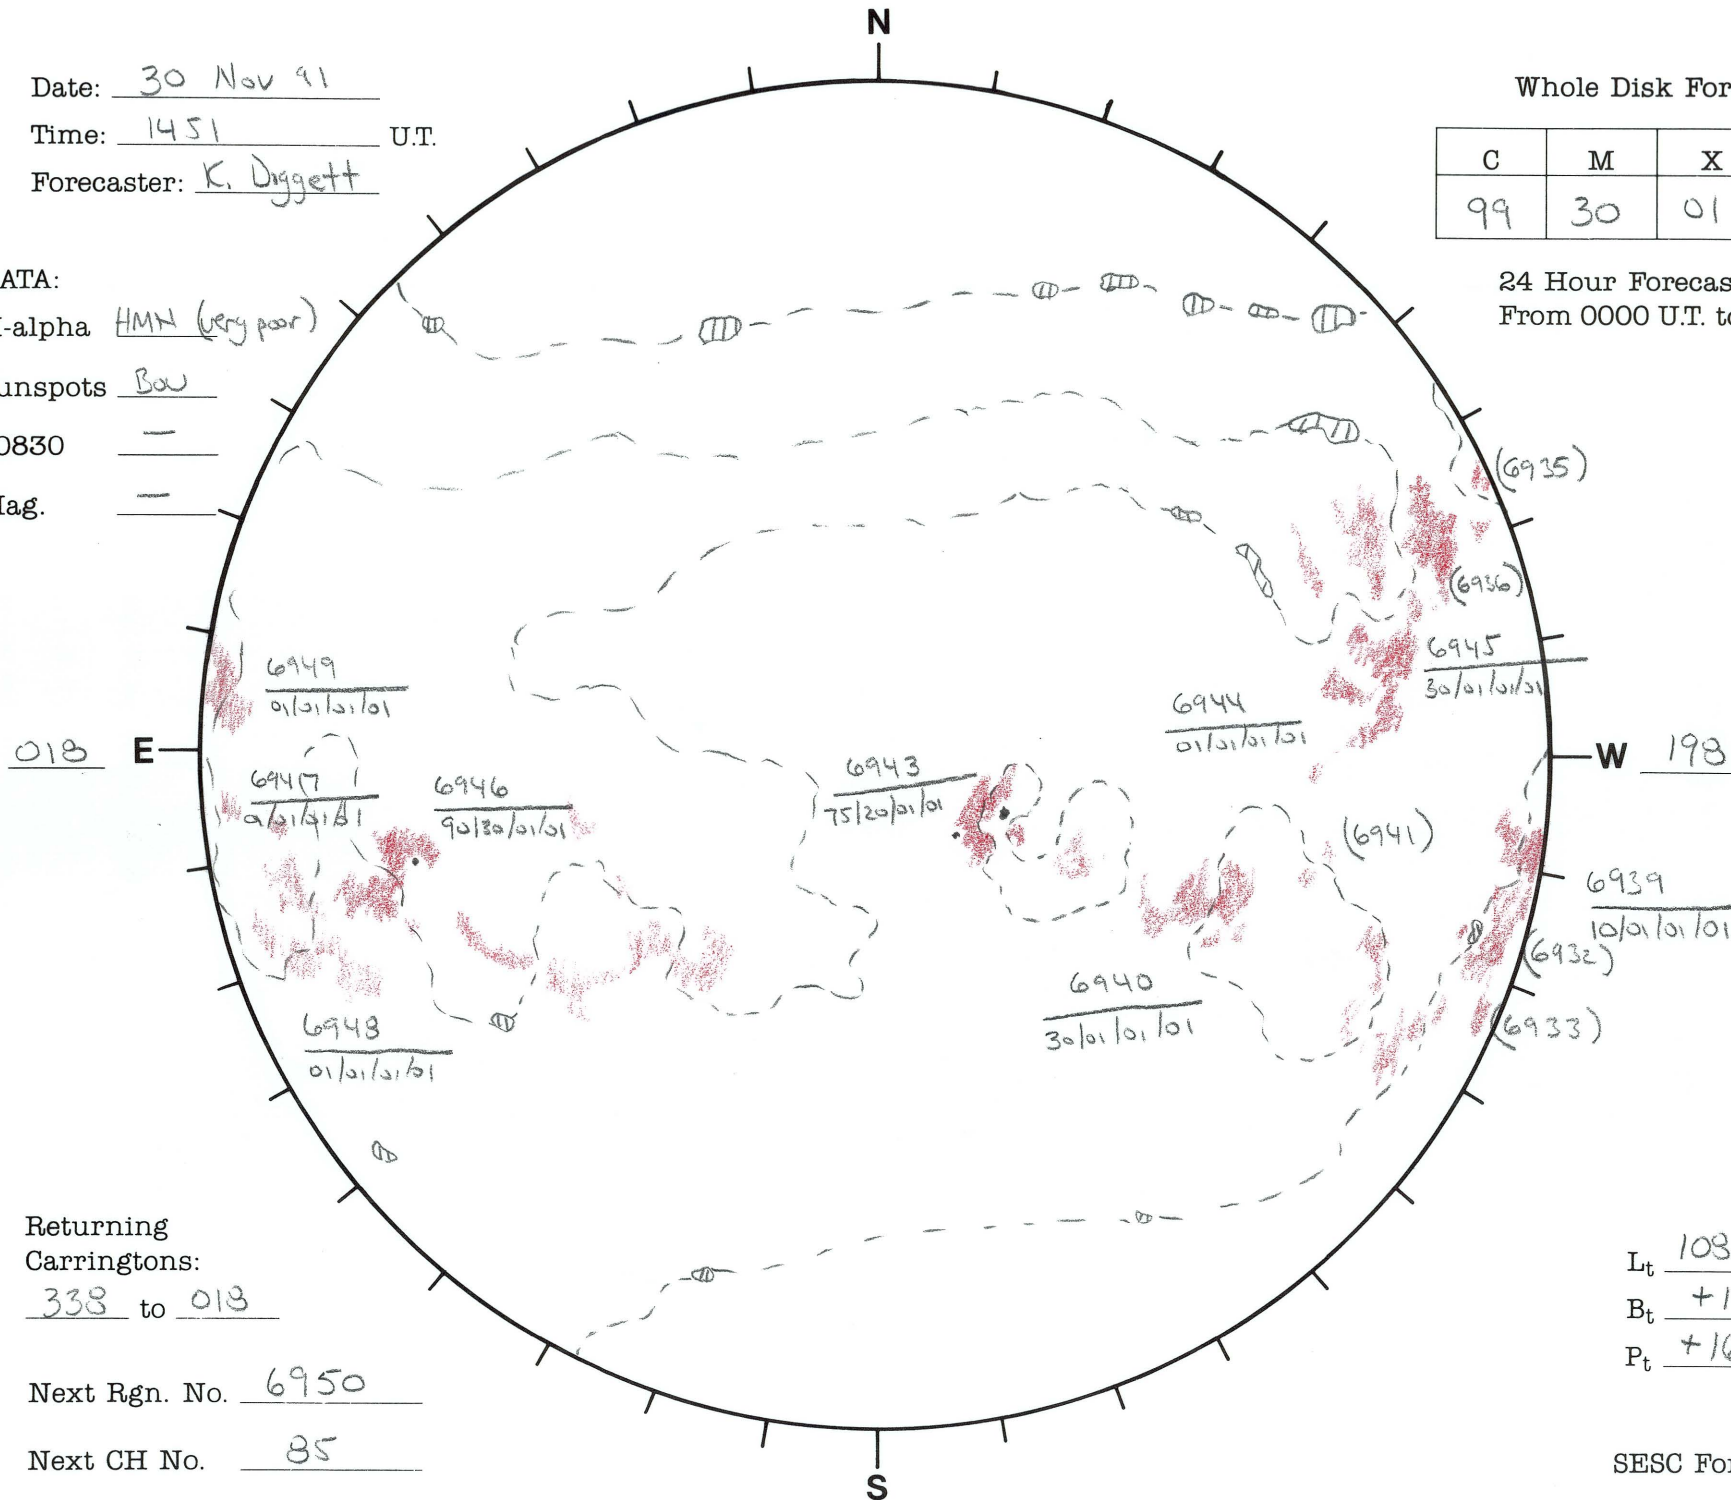 N
Date: 30 Nov 91
Time: 1451 U.T.
Forecaster: K. Diggett
Whole Disk For
C M X
99 30 01
24 Hour Forecas
From 0000 U.T. to
ATA:
I-alpha HMN (very poor)
unspots Bou
0830 —
Mag. —
(6935)
(6936)
6945
30/01/01/01
6949
01/01/01/01
6944
01/01/01/01
018 E
W 198
6947
01/01/01/01
6946
90/30/01/01
6943
75/20/01/01
(6941)
6939
10/01/01/01
(6932)
6940
30/01/01/01
(6933)
6948
01/01/01/01
Returning
Carringtons:
338 to 018
Lt 108
Bt +1
Pt +16
Next Rgn. No. 6950
Next CH No. 85
SESC For
S